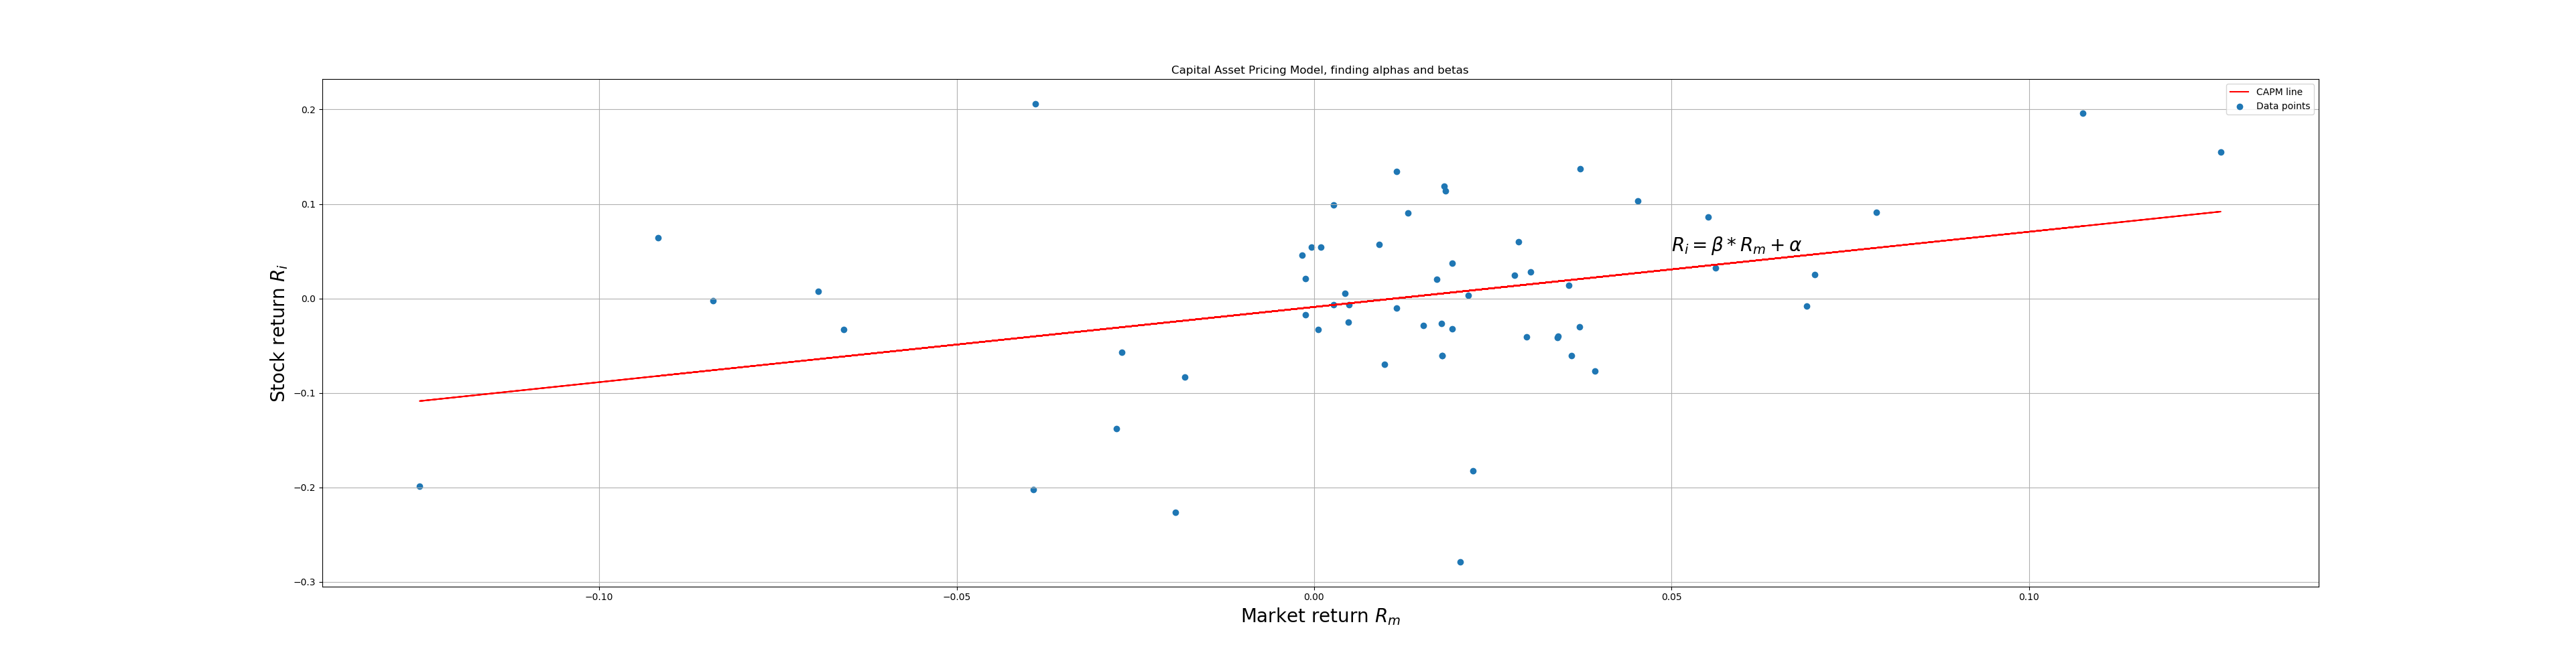 Capital Asset Pricing Model, finding alphas and betas
CAPM line
Data points
0.2
0.1
0.0
−0.1
−0.2
−0.3
Stock return $R_i$
$R_i = \beta * R_m + \alpha$
−0.10
−0.05
0.00
0.05
0.10
Market return $R_m$